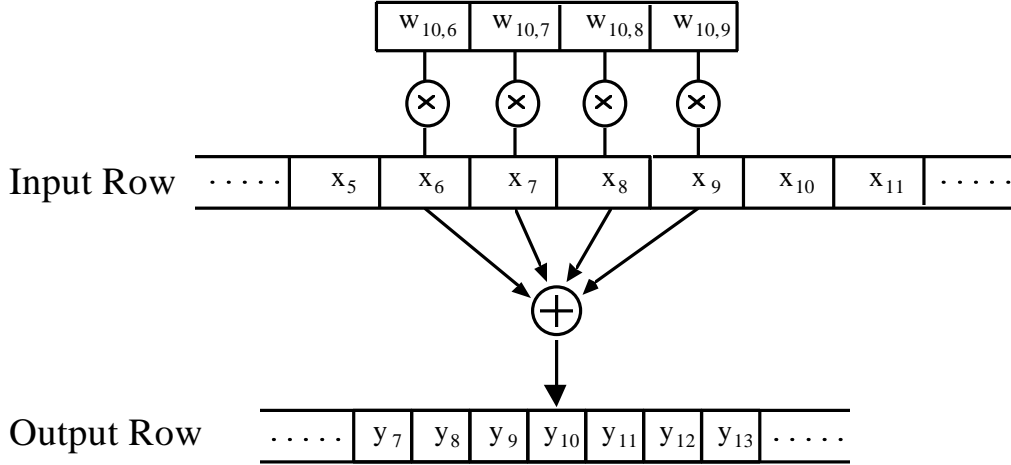 w10,6 w10,7 w10,8 w10,9
× × × ×
Input Row ..... x5 x6 x7 x8 x9 x10 x11 .....
+
Output Row ..... y7 y8 y9 y10 y11 y12 y13 .....